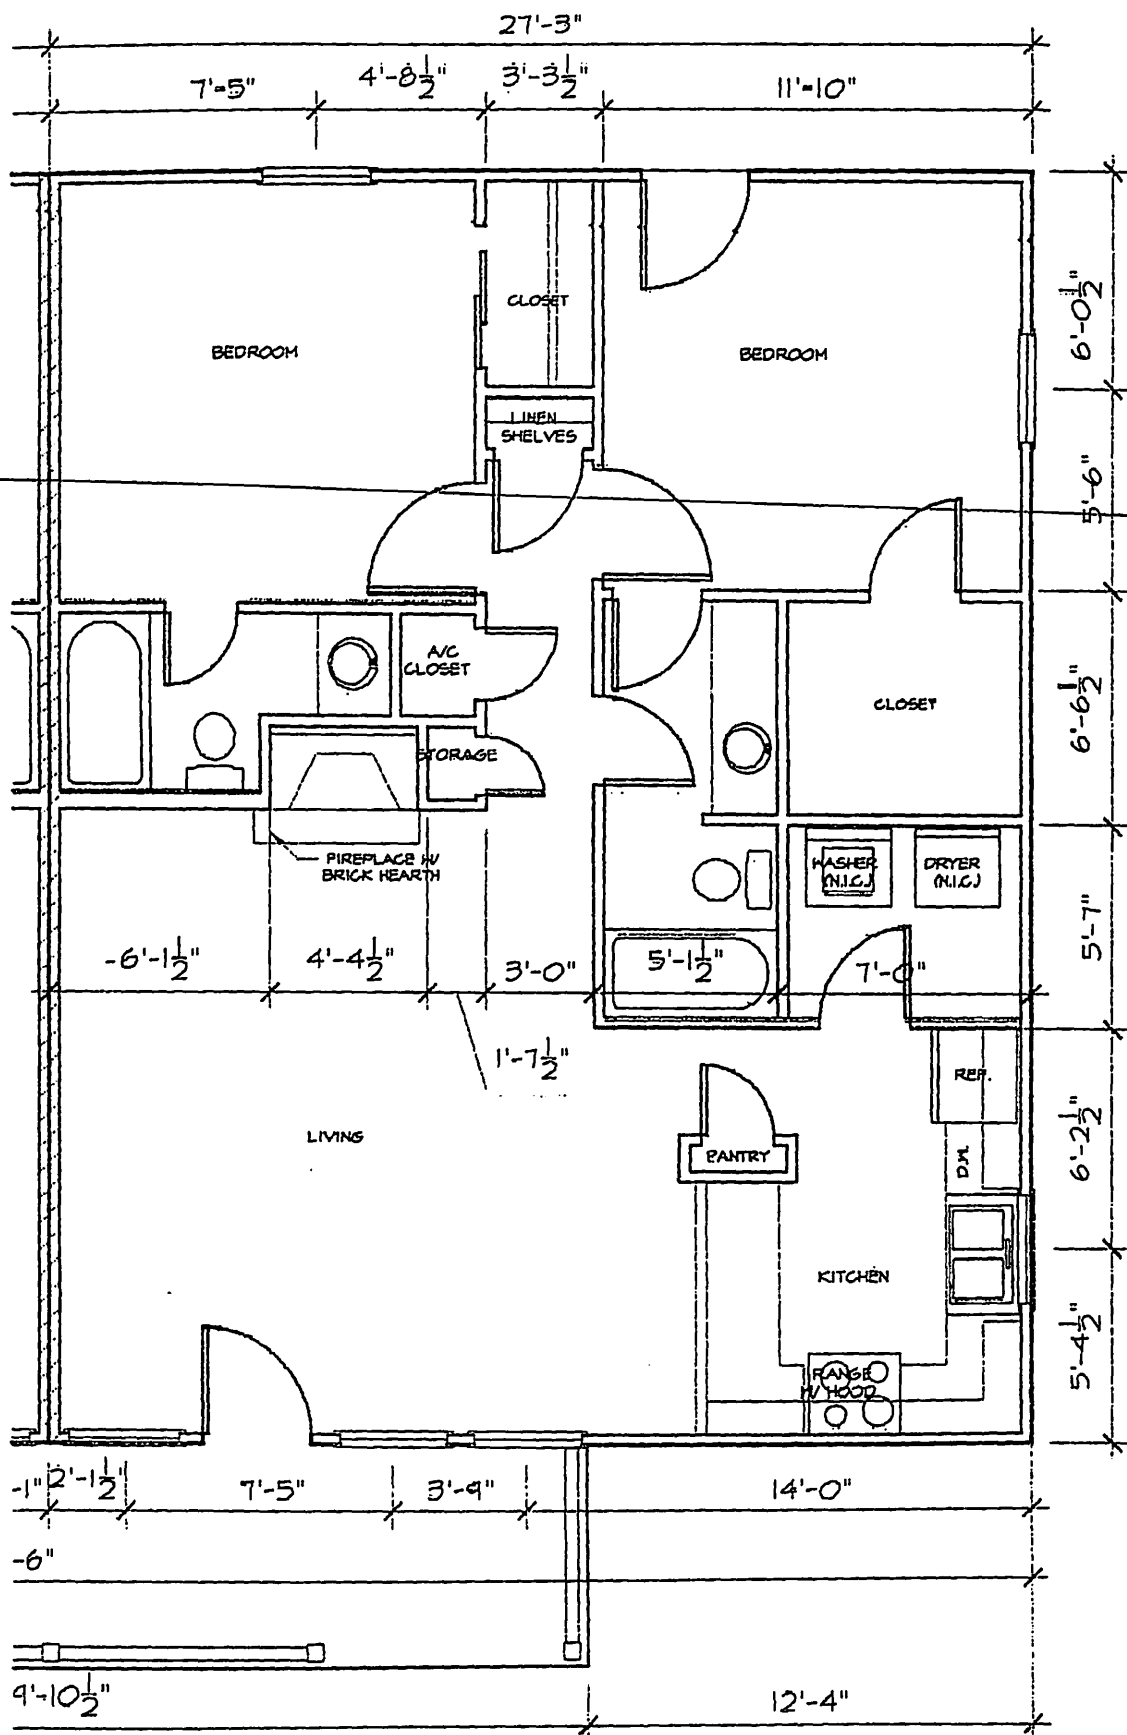 27'-3"
7'-5" 4'-8 1/2" 3'-3 1/2" 11'-10"
CLOSET
6'-0 1/2"
BEDROOM
BEDROOM
LINEN
SHELVES
5'-6"
A/C
CLOSET
CLOSET
6'-6 1/2"
STORAGE
FIREPLACE W/
BRICK HEARTH
WASHER
(N.I.C.)
DRYER
(N.I.C.)
5'-7"
-6'-1 1/2" 4'-4 1/2" 3'-0" 5'-1 1/2" 7'-0"
1'-7 1/2"
REF.
LIVING
PANTRY
D.W.
6'-2 1/2"
KITCHEN
RANGE
W/ HOOD
5'-4 1/2"
-1" 2'-1 1/2" 7'-5" 3'-9" 14'-0"
-6"
9'-10 1/2" 12'-4"